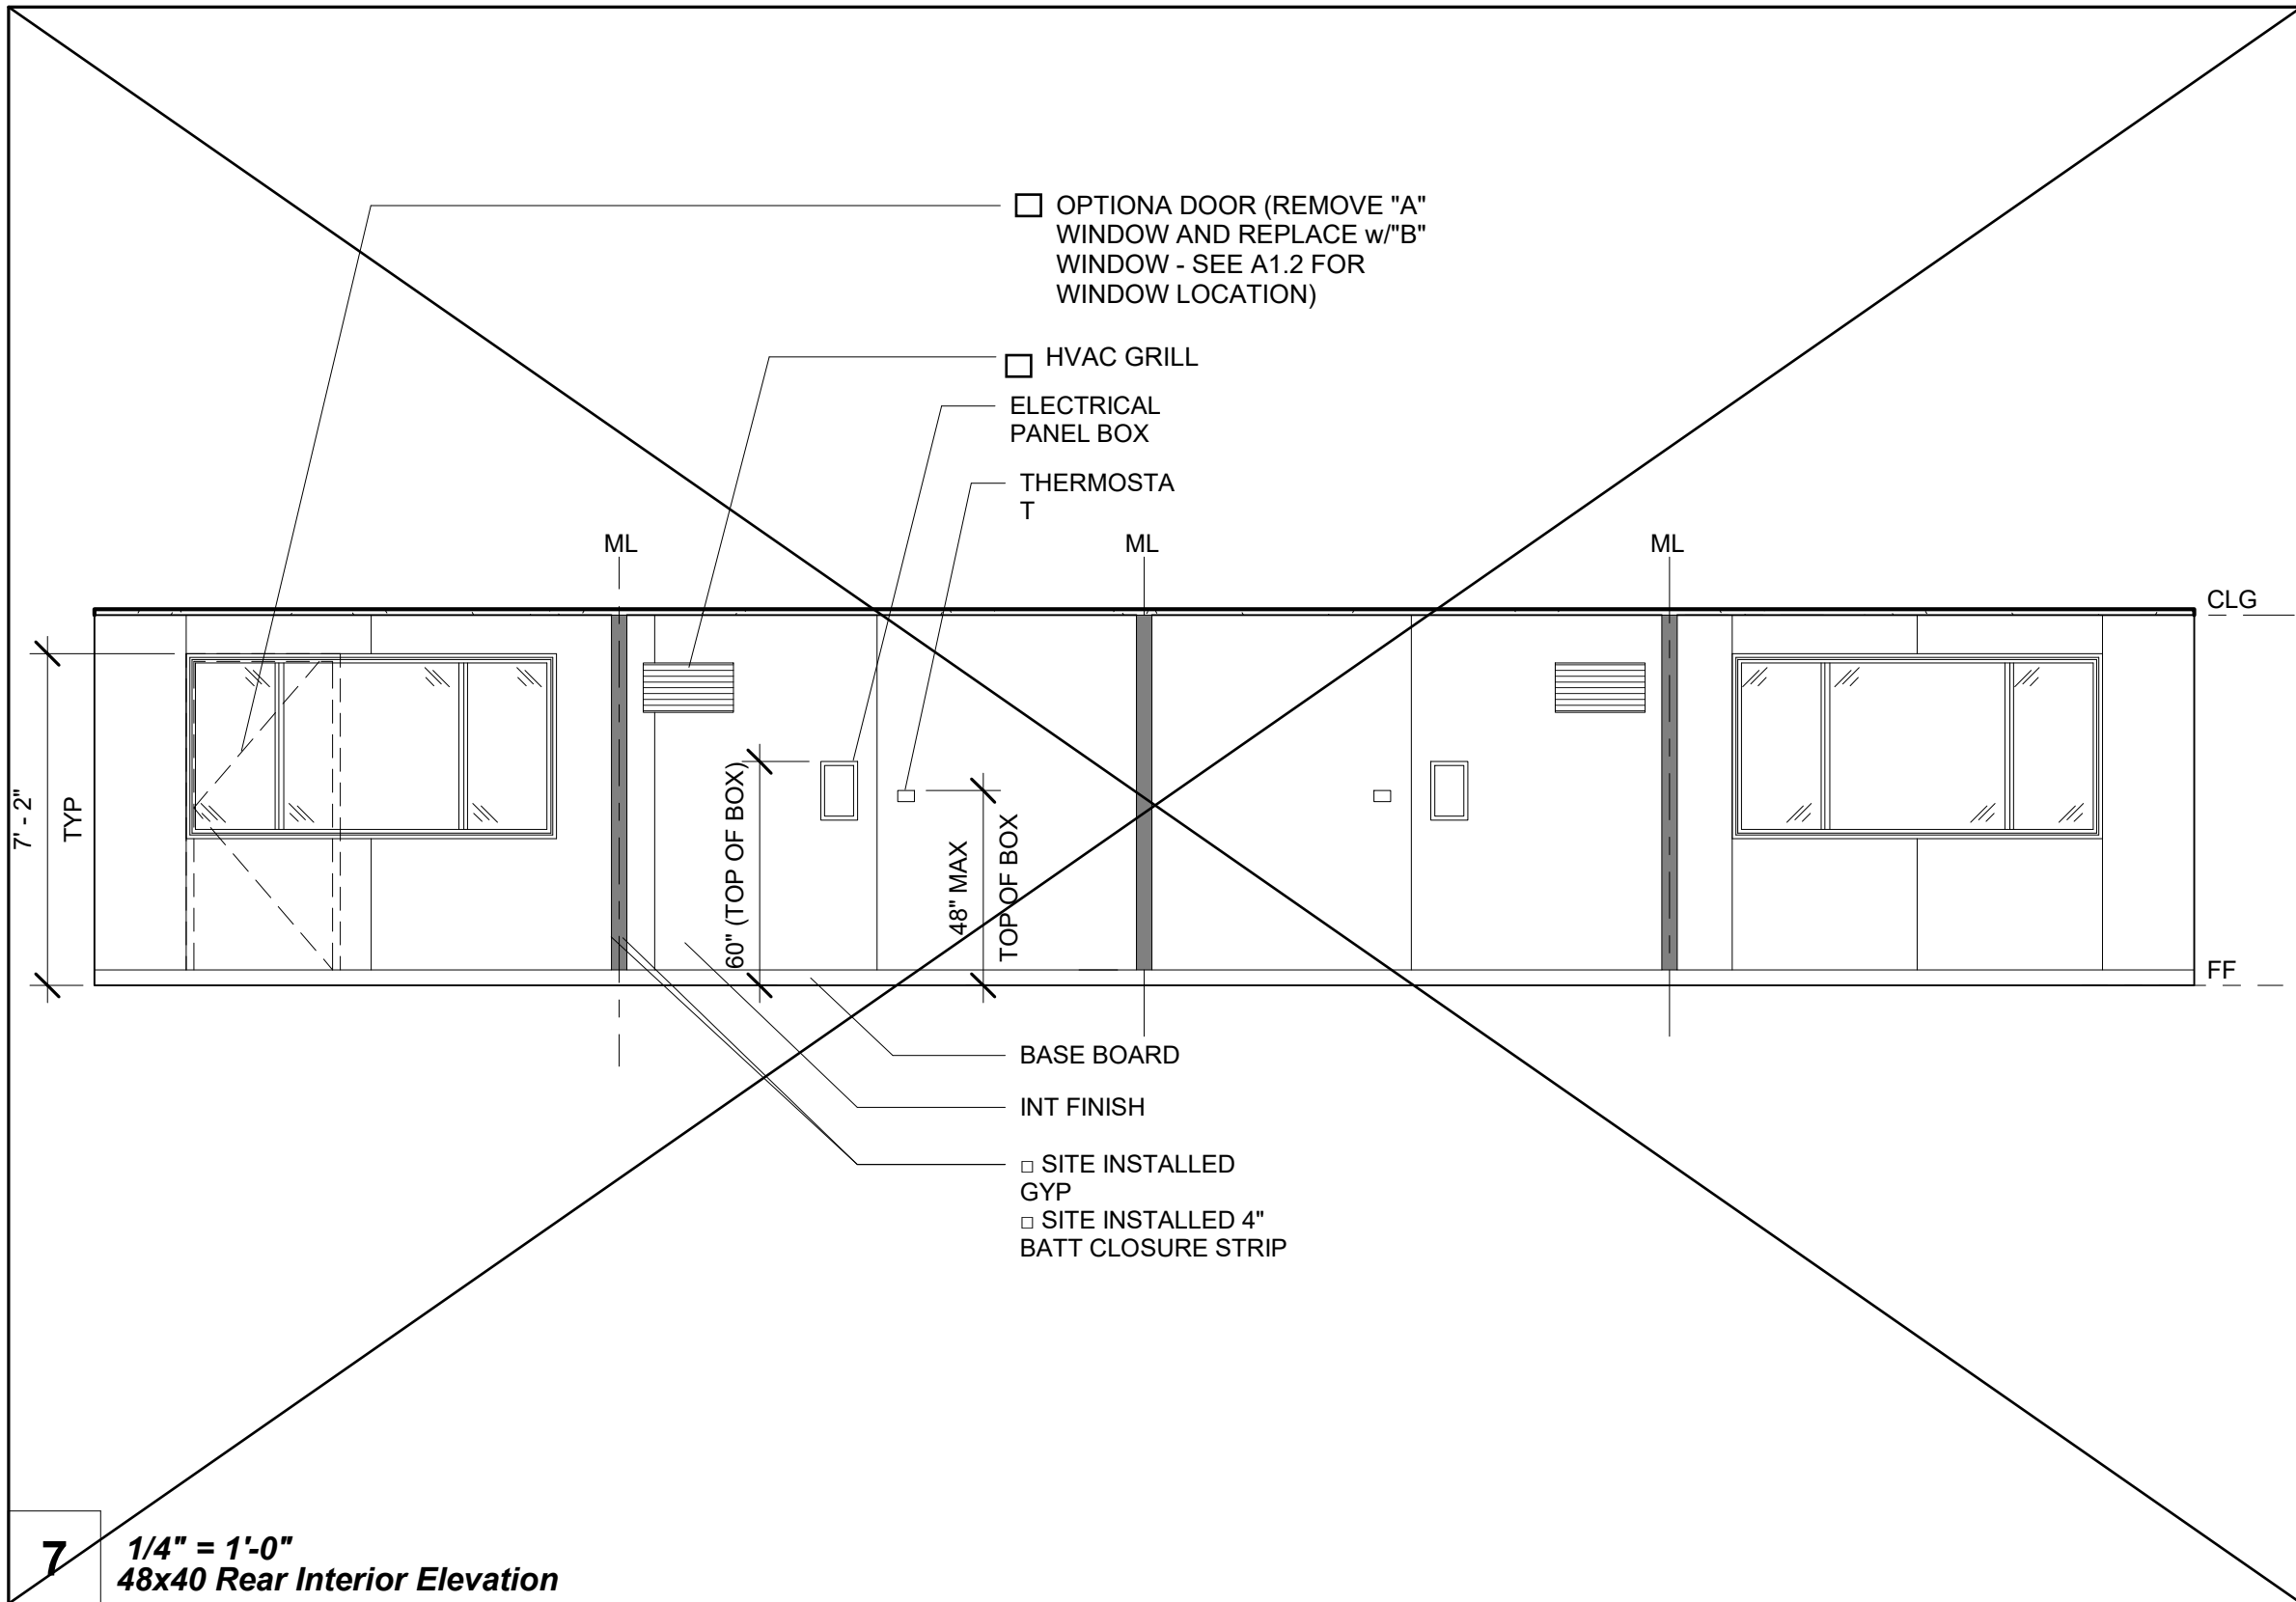 OPTIONA DOOR (REMOVE "A"
WINDOW AND REPLACE w/"B"
WINDOW - SEE A1.2 FOR
WINDOW LOCATION)
HVAC GRILL
ELECTRICAL
PANEL BOX
THERMOSTA
T
ML
ML
ML
CLG
7' - 2"
TYP
60" (TOP OF BOX)
48" MAX
TOP OF BOX
FF
BASE BOARD
INT FINISH
□ SITE INSTALLED
GYP
□ SITE INSTALLED 4"
BATT CLOSURE STRIP
7
1/4" = 1'-0"
48x40 Rear Interior Elevation